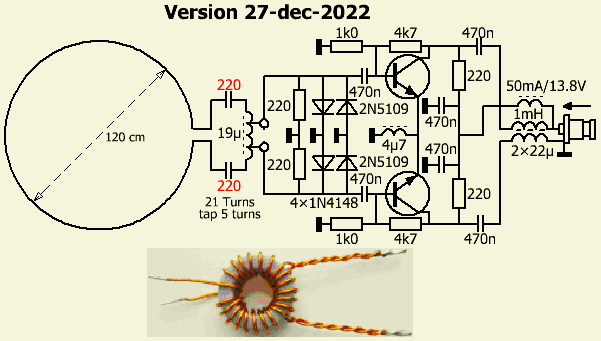 Version 27-dec-2022
1k0
4k7
470n
220
220
470n
220
50mA/13.8V
2N5109
1mH
120 cm
19µ
470n
4µ7
220
2N5109
470n
2×22µ
220
470n
220
21 Turns
tap 5 turns
4×1N4148
1k0
4k7
470n